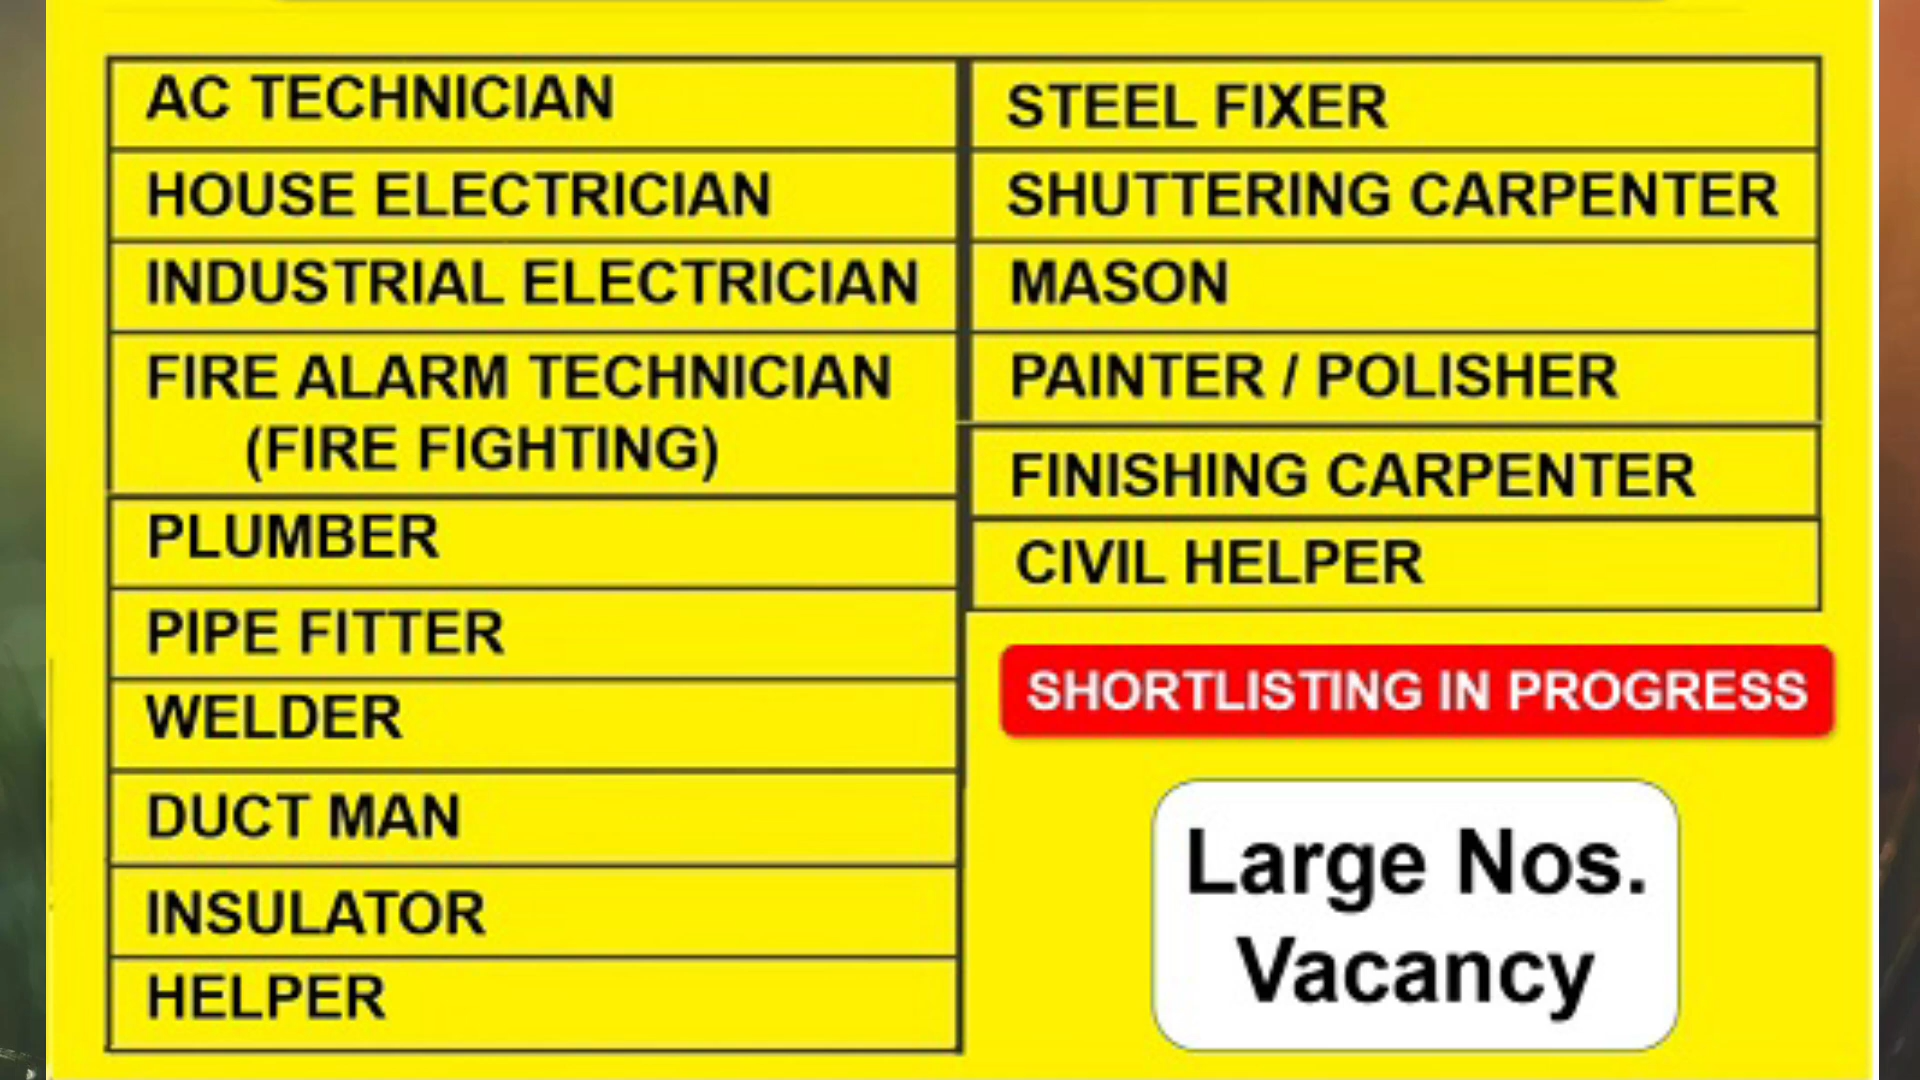 AC TECHNICIAN
HOUSE ELECTRICIAN
INDUSTRIAL ELECTRICIAN
FIRE ALARM TECHNICIAN
(FIRE FIGHTING)
PLUMBER
PIPE FITTER
WELDER
DUCT MAN
INSULATOR
HELPER
STEEL FIXER
SHUTTERING CARPENTER
MASON
PAINTER / POLISHER
FINISHING CARPENTER
CIVIL HELPER
SHORTLISTING IN PROGRESS
Large Nos.
Vacancy